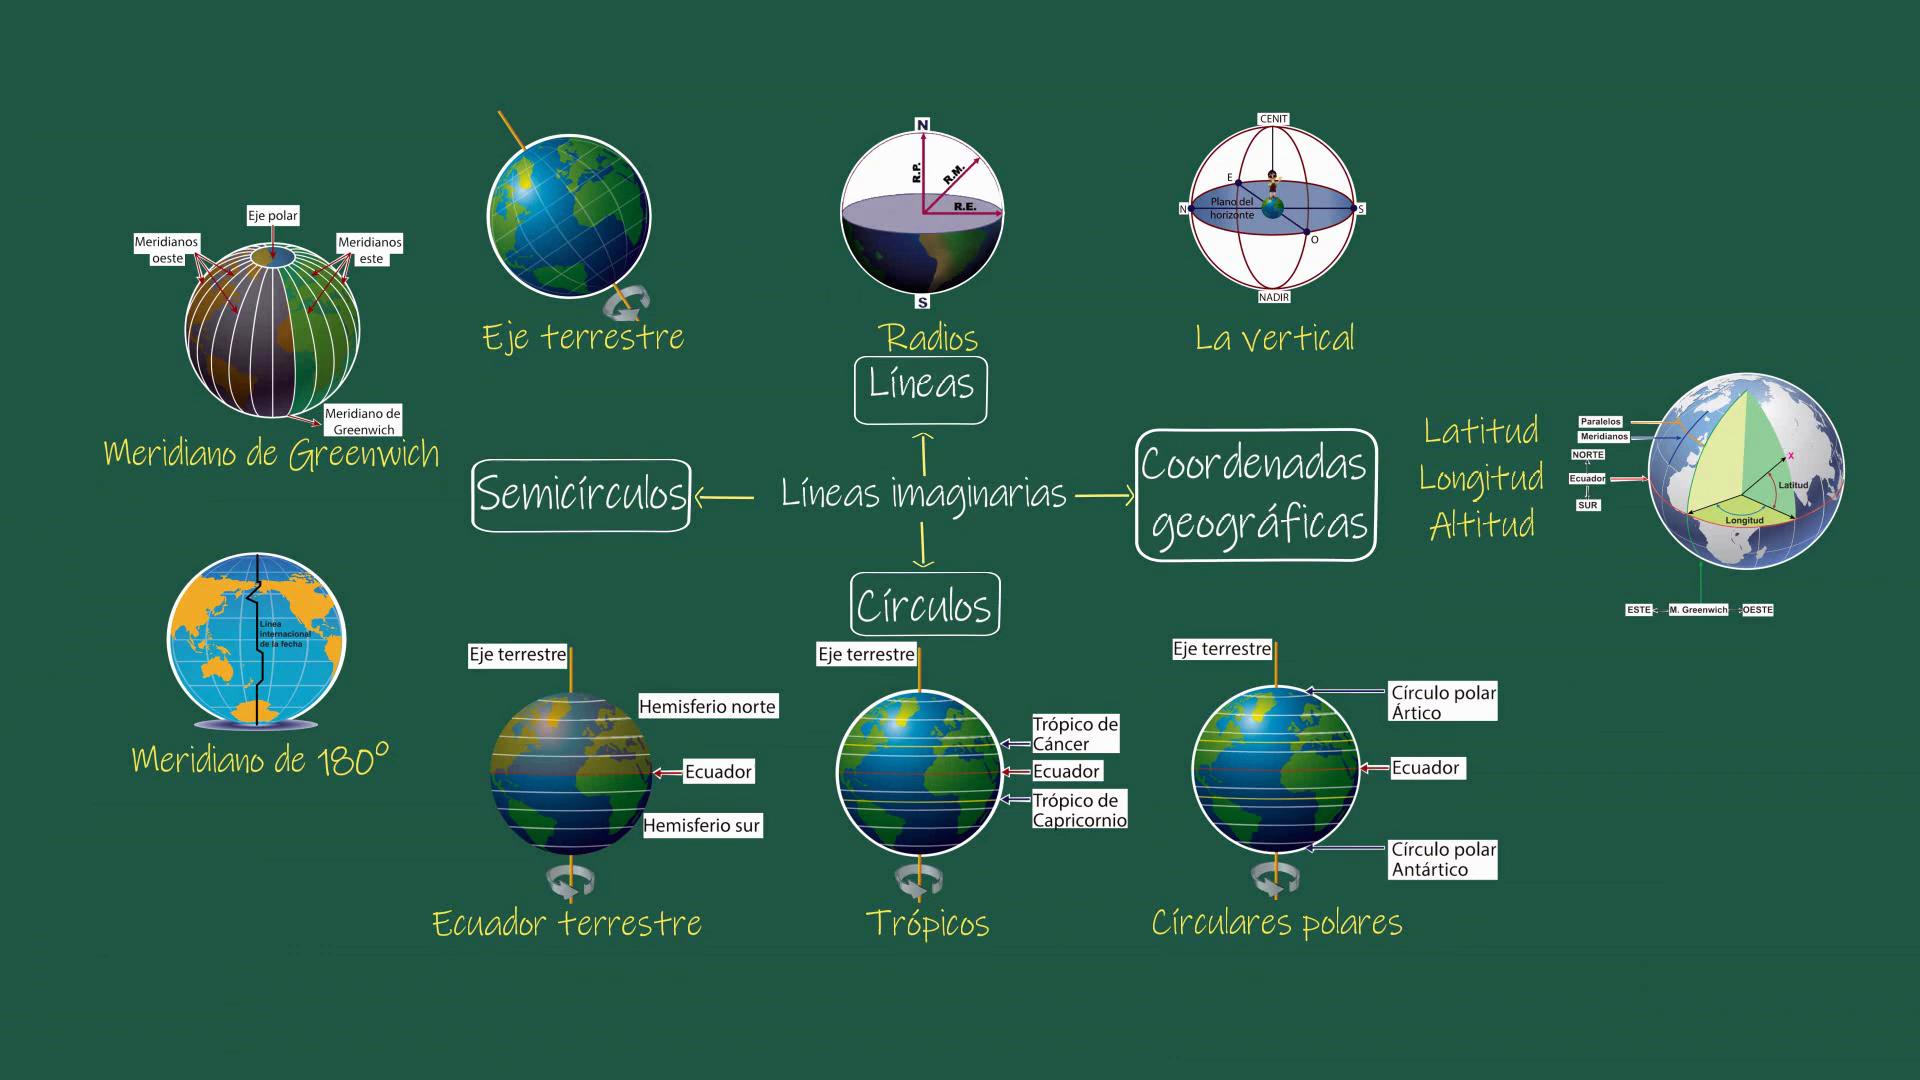 CENIT
E
Plano del
horizonte
N
S
O
NADIR
La vertical
N
R.P.
R.M.
R.E.
S
Radios
Eje terrestre
Eje polar
Meridianos
oeste
Meridianos
este
Meridiano de
Greenwich
Meridiano de Greenwich
Líneas
Semicírculos
Líneas imaginarias
Coordenadas
geográficas
Latitud
Longitud
Altitud
Paralelos
Meridianos
NORTE
Ecuador
SUR
X
Latitud
Longitud
ESTE
M. Greenwich
OESTE
Círculos
Línea
internacional
de la fecha
Meridiano de 180°
Eje terrestre
Hemisferio norte
Ecuador
Hemisferio sur
Ecuador terrestre
Eje terrestre
Trópico de
Cáncer
Ecuador
Trópico de
Capricornio
Trópicos
Eje terrestre
Círculo polar
Ártico
Ecuador
Círculo polar
Antártico
Círculares polares